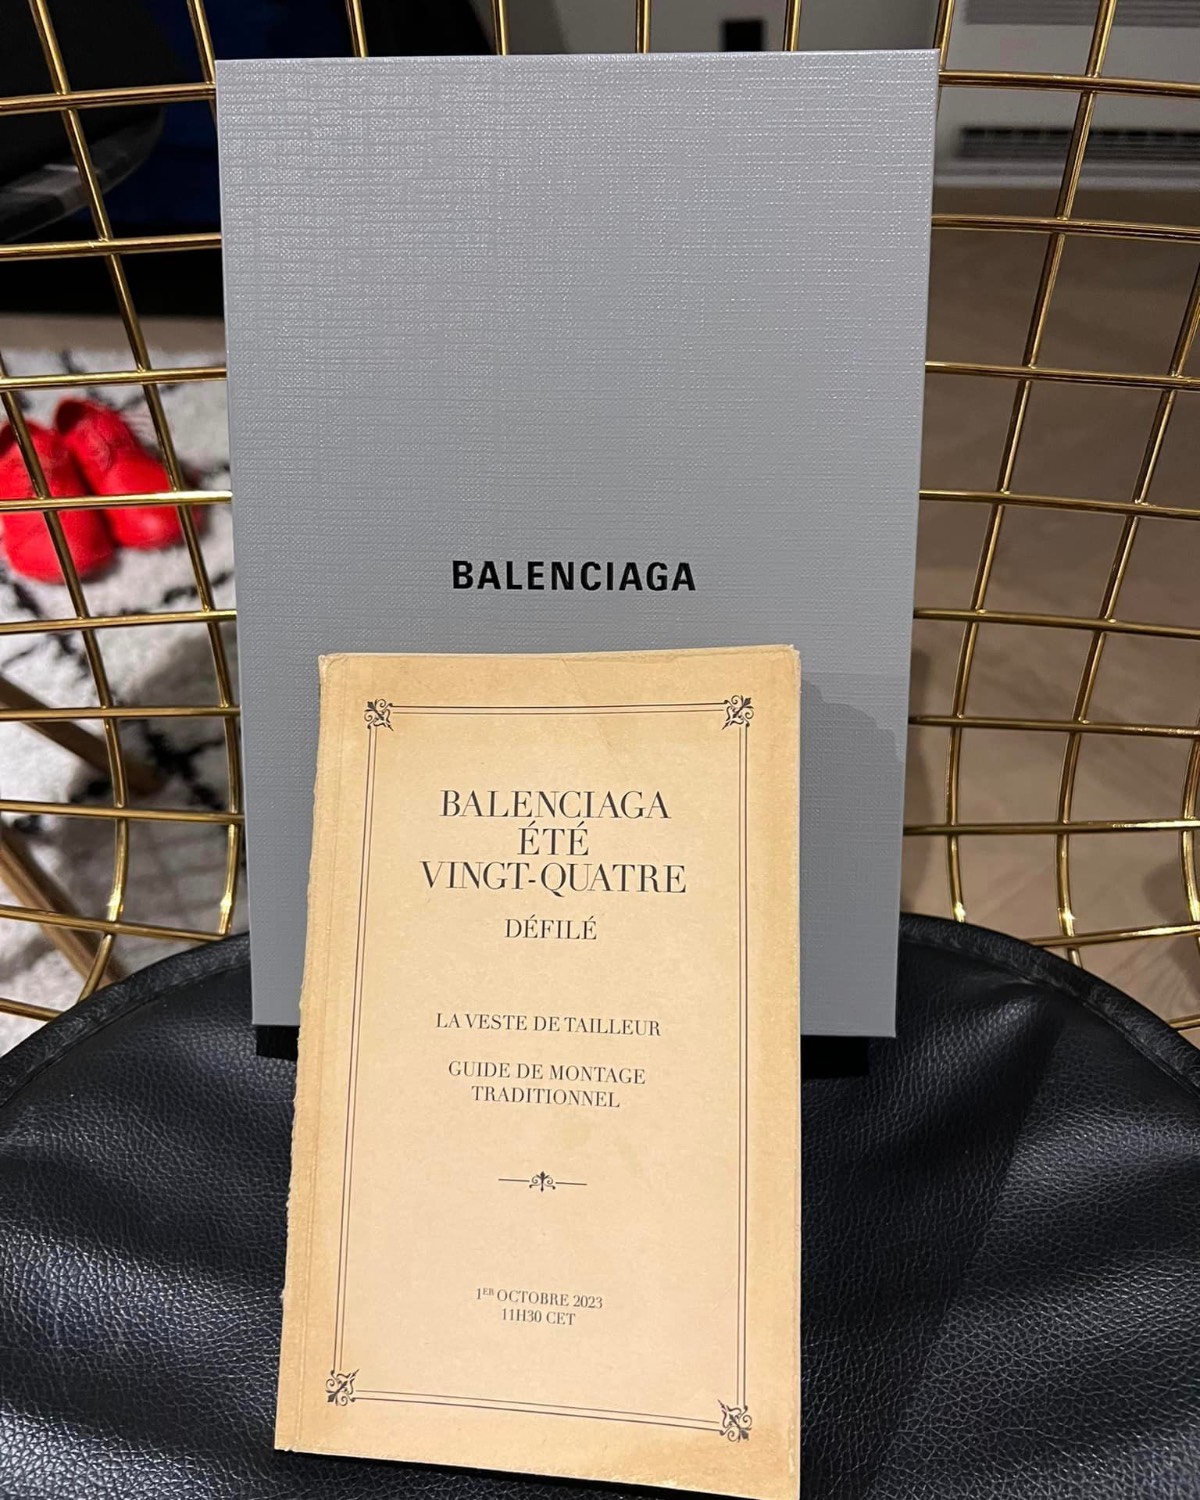 BALENCIAGA
BALENCIAGA
ÉTÉ
VINGT-QUATRE
DÉFILÉ
LA VESTE DE TAILLEUR
GUIDE DE MONTAGE
TRADITIONNEL
1ER OCTOBRE 2023
11H30 CET